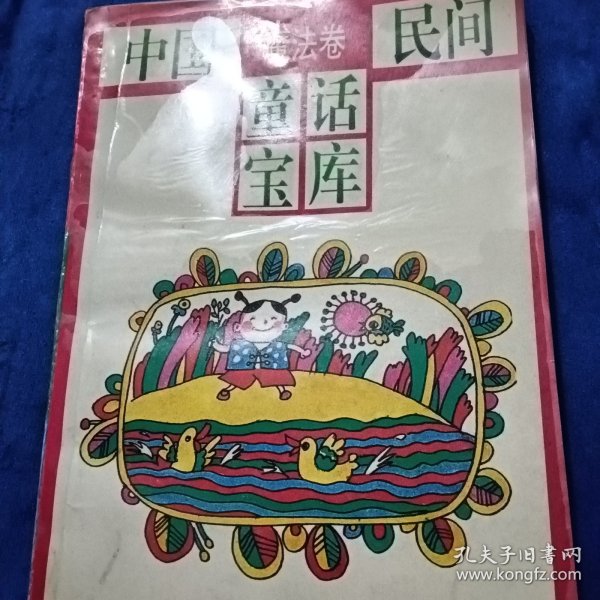 中国 魔法卷 民间
童话
宝库
孔夫子旧书网
www.kongfz.com